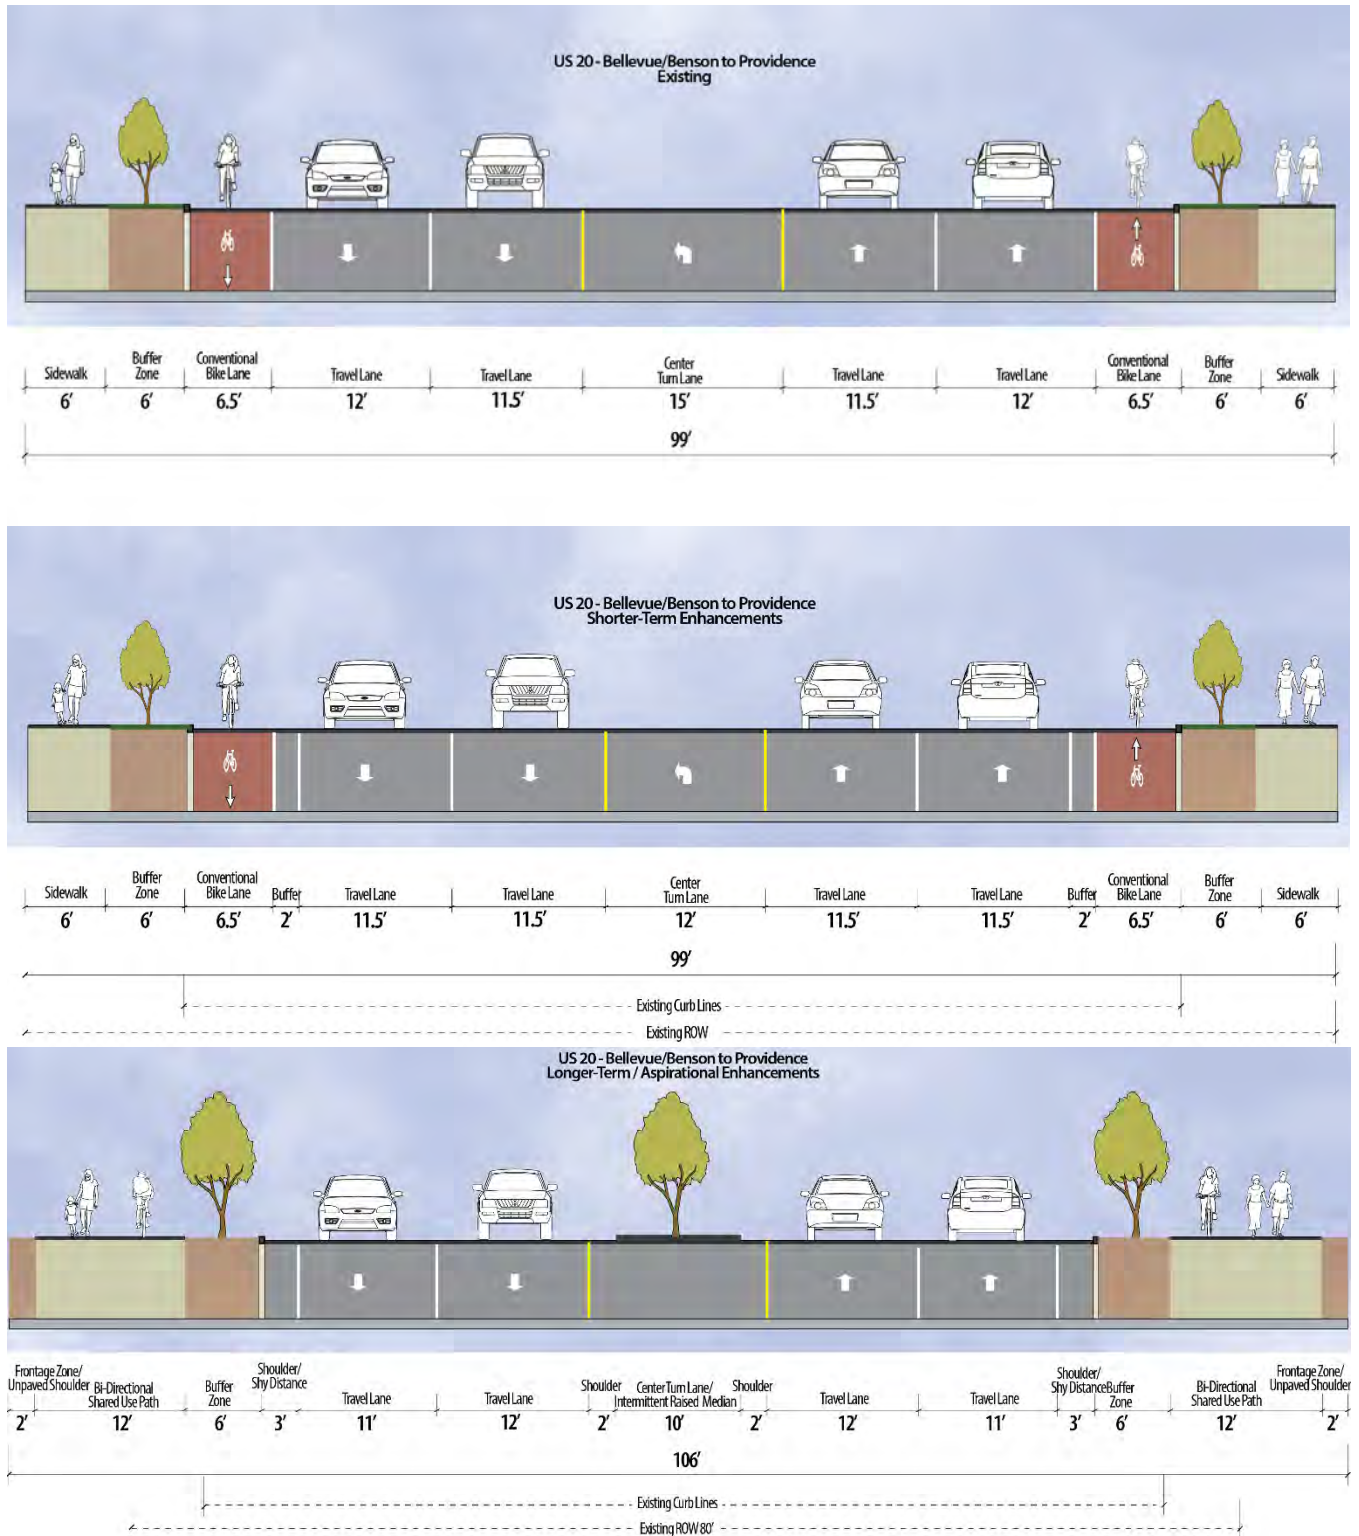 US 20 - Bellevue/Benson to Providence
Existing
Sidewalk
Buffer
Zone
Conventional
Bike Lane
Travel Lane
Travel Lane
Center
Turn Lane
Travel Lane
Travel Lane
Conventional
Bike Lane
Buffer
Zone
Sidewalk
6' 6' 6.5' 12' 11.5' 15' 11.5' 12' 6.5' 6' 6'
99'
US 20 - Bellevue/Benson to Providence
Shorter-Term Enhancements
Sidewalk
Buffer
Zone
Conventional
Bike Lane
Buffer
Travel Lane
Travel Lane
Center
Turn Lane
Travel Lane
Travel Lane
Buffer
Conventional
Bike Lane
Buffer
Zone
Sidewalk
6' 6' 6.5' 2' 11.5' 11.5' 12' 11.5' 11.5' 2' 6.5' 6' 6'
99'
Existing Curb Lines
Existing ROW
US 20 - Bellevue/Benson to Providence
Longer-Term / Aspirational Enhancements
Frontage Zone/
Unpaved Shoulder
Bi-Directional
Shared Use Path
Buffer
Zone
Shoulder/
Shy Distance
Travel Lane
Travel Lane
Shoulder
Center Turn Lane/
Intermittent Raised Median
Shoulder
Travel Lane
Travel Lane
Shoulder/
Shy Distance
Buffer
Zone
Bi-Directional
Shared Use Path
Frontage Zone/
Unpaved Shoulder
2' 12' 6' 3' 11' 12' 2' 10' 2' 12' 11' 3' 6' 12' 2'
106'
Existing Curb Lines
Existing ROW 80'